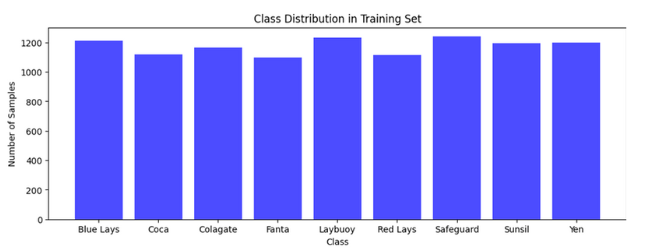 Class Distribution in Training Set
Number of Samples
1200
1000
800
600
400
200
0
Blue Lays Coca Colagate Fanta Laybuoy Red Lays Safeguard Sunsil Yen
Class